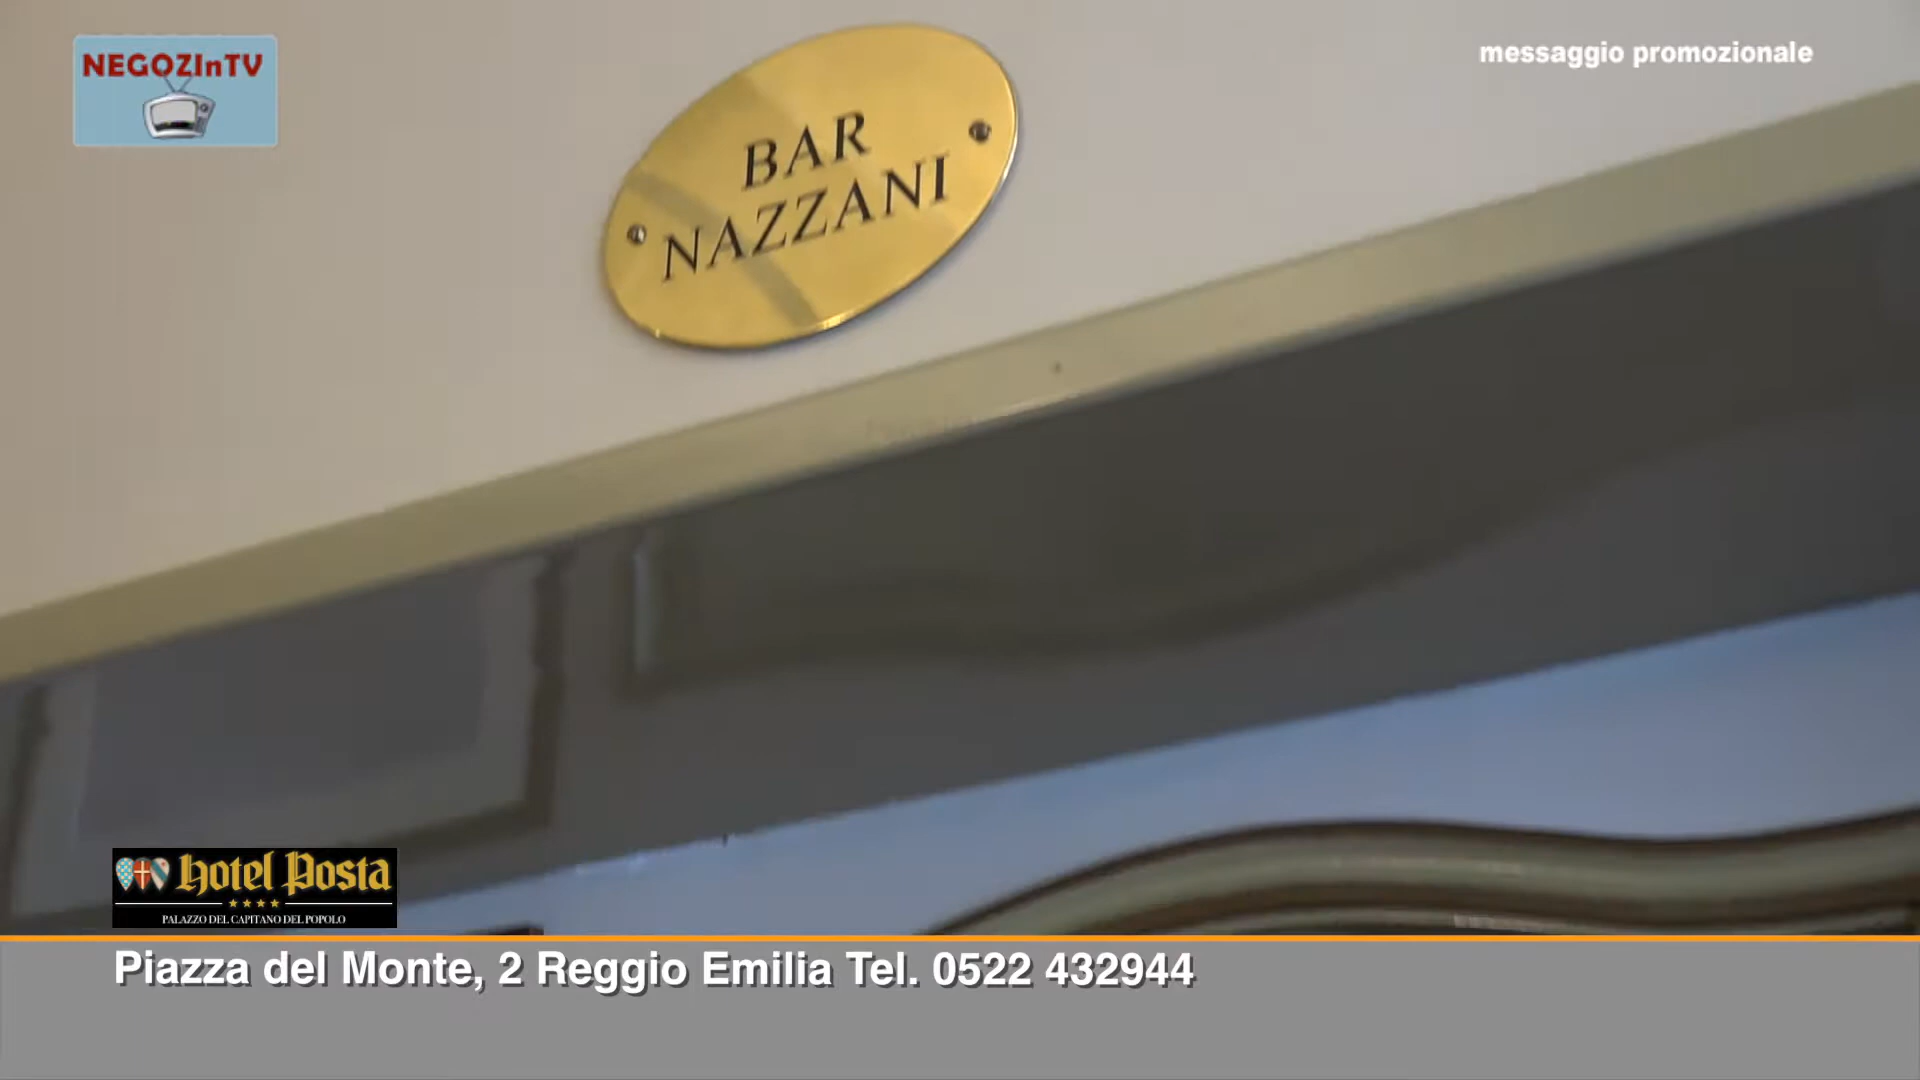 NEGOZInTV
messaggio promozionale
BAR
NAZZANI
Hotel Posta
PALAZZO DEL CAPITANO DEL POPOLO
Piazza del Monte, 2 Reggio Emilia Tel. 0522 432944